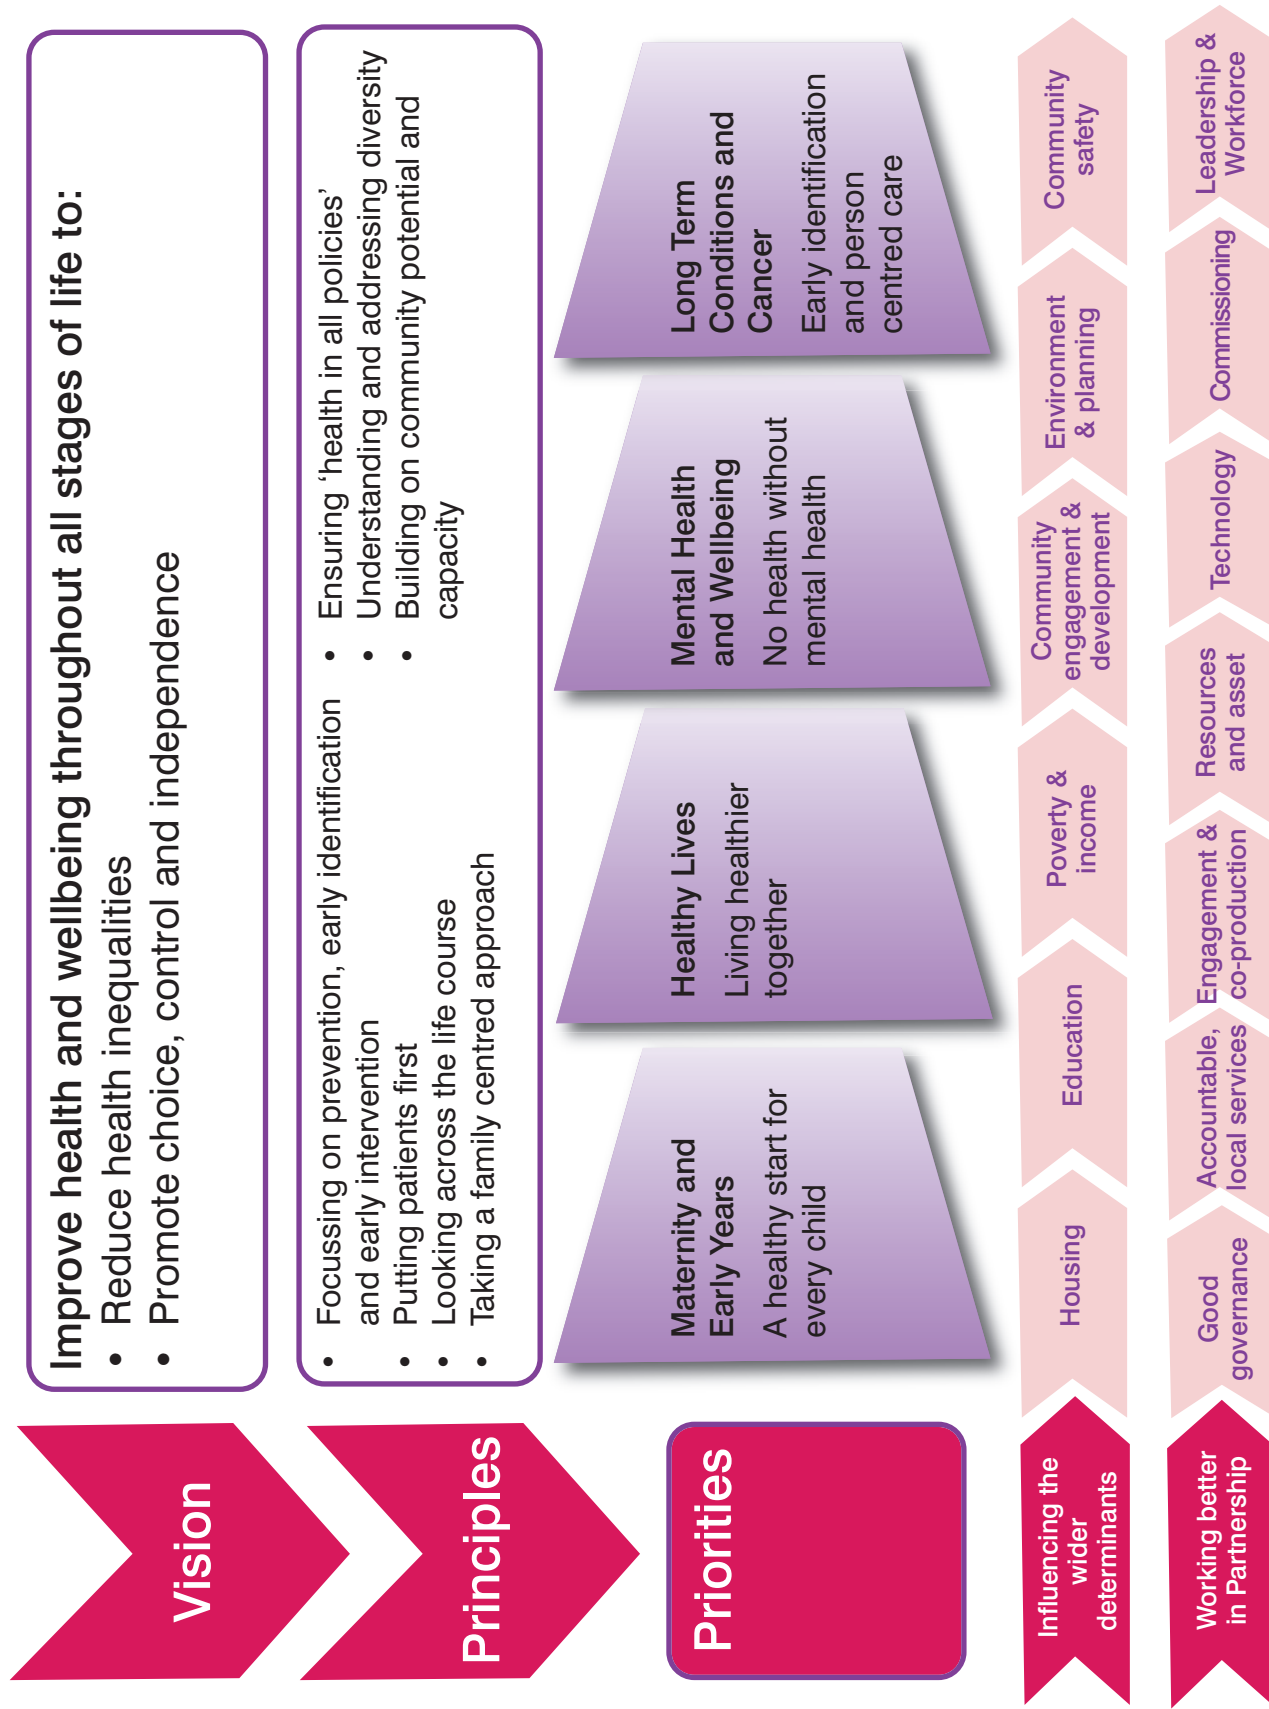 Vision
Improve health and wellbeing throughout all stages of life to:
• Reduce health inequalities
• Promote choice, control and independence
Principles
• Focussing on prevention, early identification
and early intervention
• Putting patients first
• Looking across the life course
• Taking a family centred approach
• Ensuring ‘health in all policies’
• Understanding and addressing diversity
• Building on community potential and
capacity
Priorities
Maternity and
Early Years
A healthy start for
every child
Healthy Lives
Living healthier
together
Mental Health
and Wellbeing
No health without
mental health
Long Term
Conditions and
Cancer
Early identification
and person
centred care
Influencing the
wider
determinants
Housing
Education
Poverty &
income
Community
engagement &
development
Environment
& planning
Community
safety
Working better
in Partnership
Good
governance
Accountable,
local services
Engagement &
co-production
Resources
and asset
Technology
Commissioning
Leadership &
Workforce